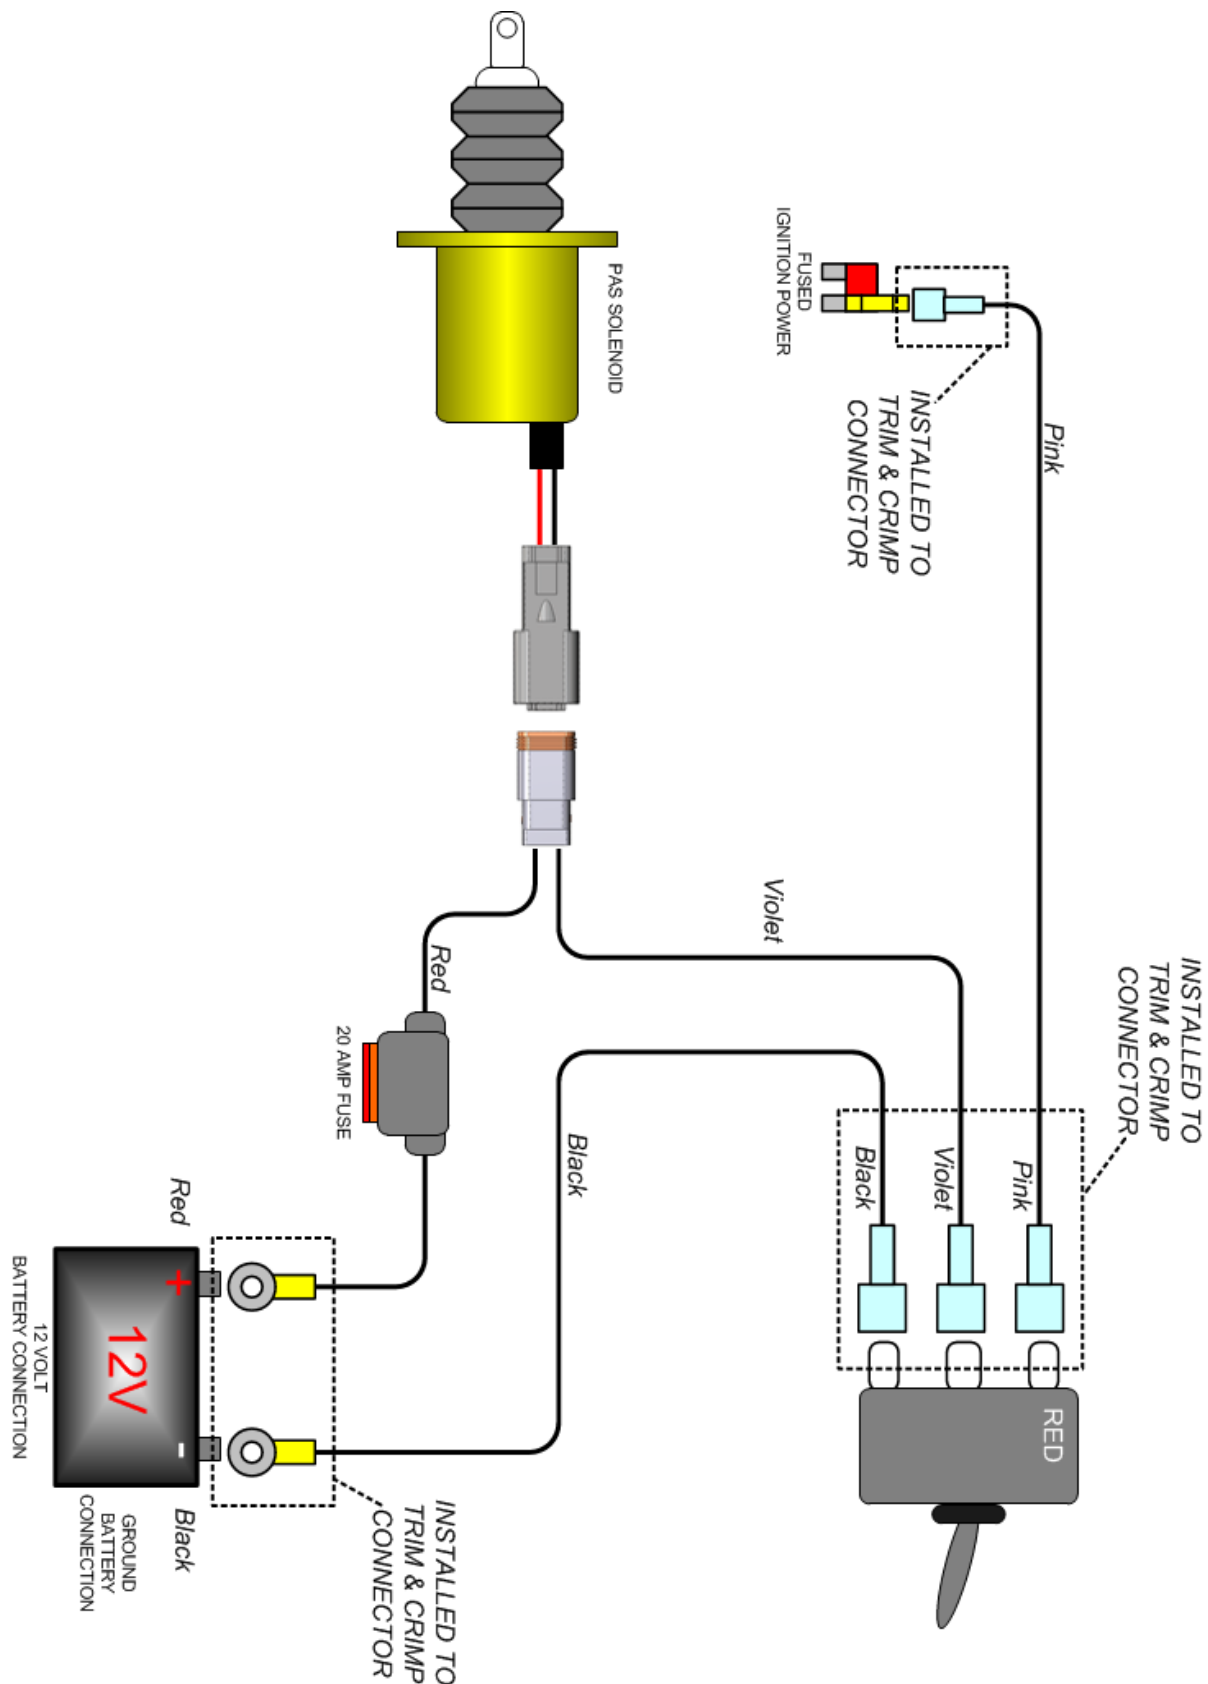 PAS SOLENOID
FUSED
IGNITION POWER
INSTALLED TO
TRIM & CRIMP
CONNECTOR
Pink
Violet
Red
20 AMP FUSE
Black
INSTALLED TO
TRIM & CRIMP
CONNECTOR
Black
Violet
Pink
RED
Red
+
12V
-
12 VOLT
BATTERY CONNECTION
Black
GROUND
BATTERY
CONNECTION
INSTALLED TO
TRIM & CRIMP
CONNECTOR